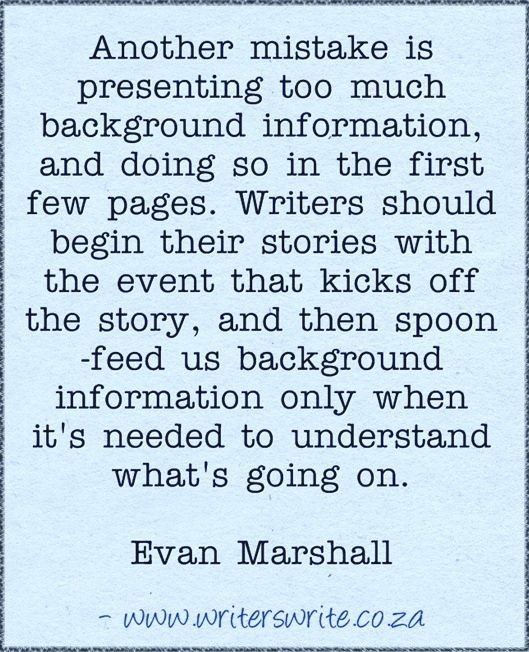 Another mistake is
presenting too much
background information,
and doing so in the first
few pages. Writers should
begin their stories with
the event that kicks off
the story, and then spoon
-feed us background
information only when
it's needed to understand
what's going on.
Evan Marshall
- www.writerswrite.co.za